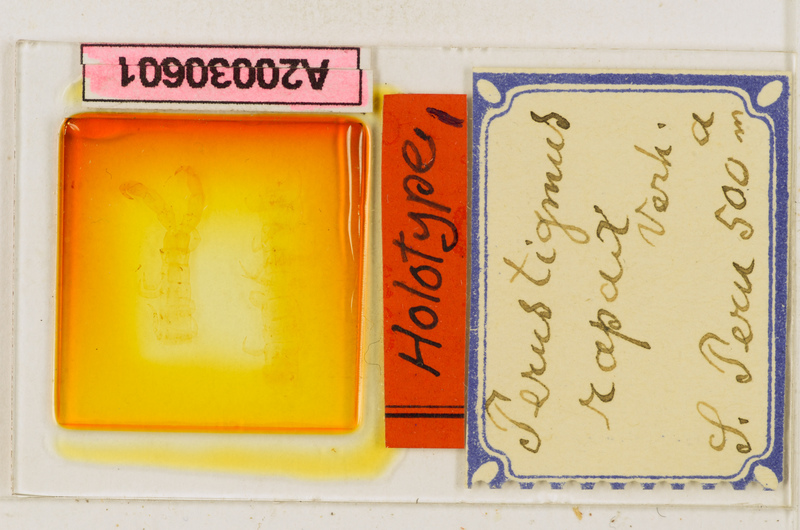 A20030601
Holotype
Perustigmus
rapax
Verh.
a
S. Peru 500 m